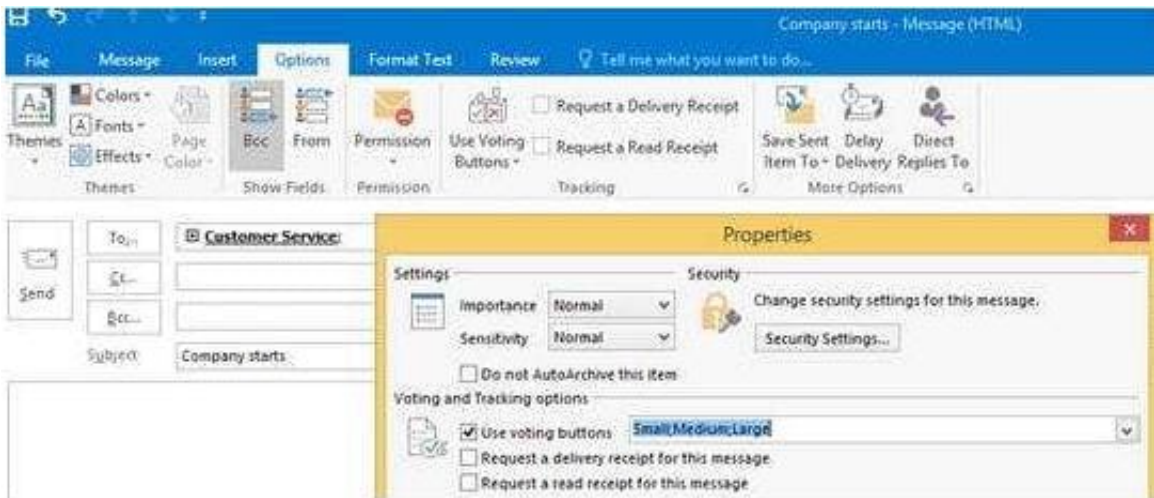 Company starts - Message (HTML)
File Message Insert Options Format Text Review Tell me what you want to do...
Aa Colors Request a Delivery Receipt
A Fonts
Themes Effects Page Color Bcc From Permission Use Voting Buttons Request a Read Receipt Save Sent Item To Delay Delivery Direct Replies To
Themes Show Fields Permission Tracking More Options
To... Customer Service;
Properties
Cc...
Settings Security
Send
Importance Normal Change security settings for this message.
Bcc...
Sensitivity Normal Security Settings...
Subject Company starts
Do not AutoArchive this item
Voting and Tracking options
Use voting buttons Small;Medium;Large
Request a delivery receipt for this message
Request a read receipt for this message